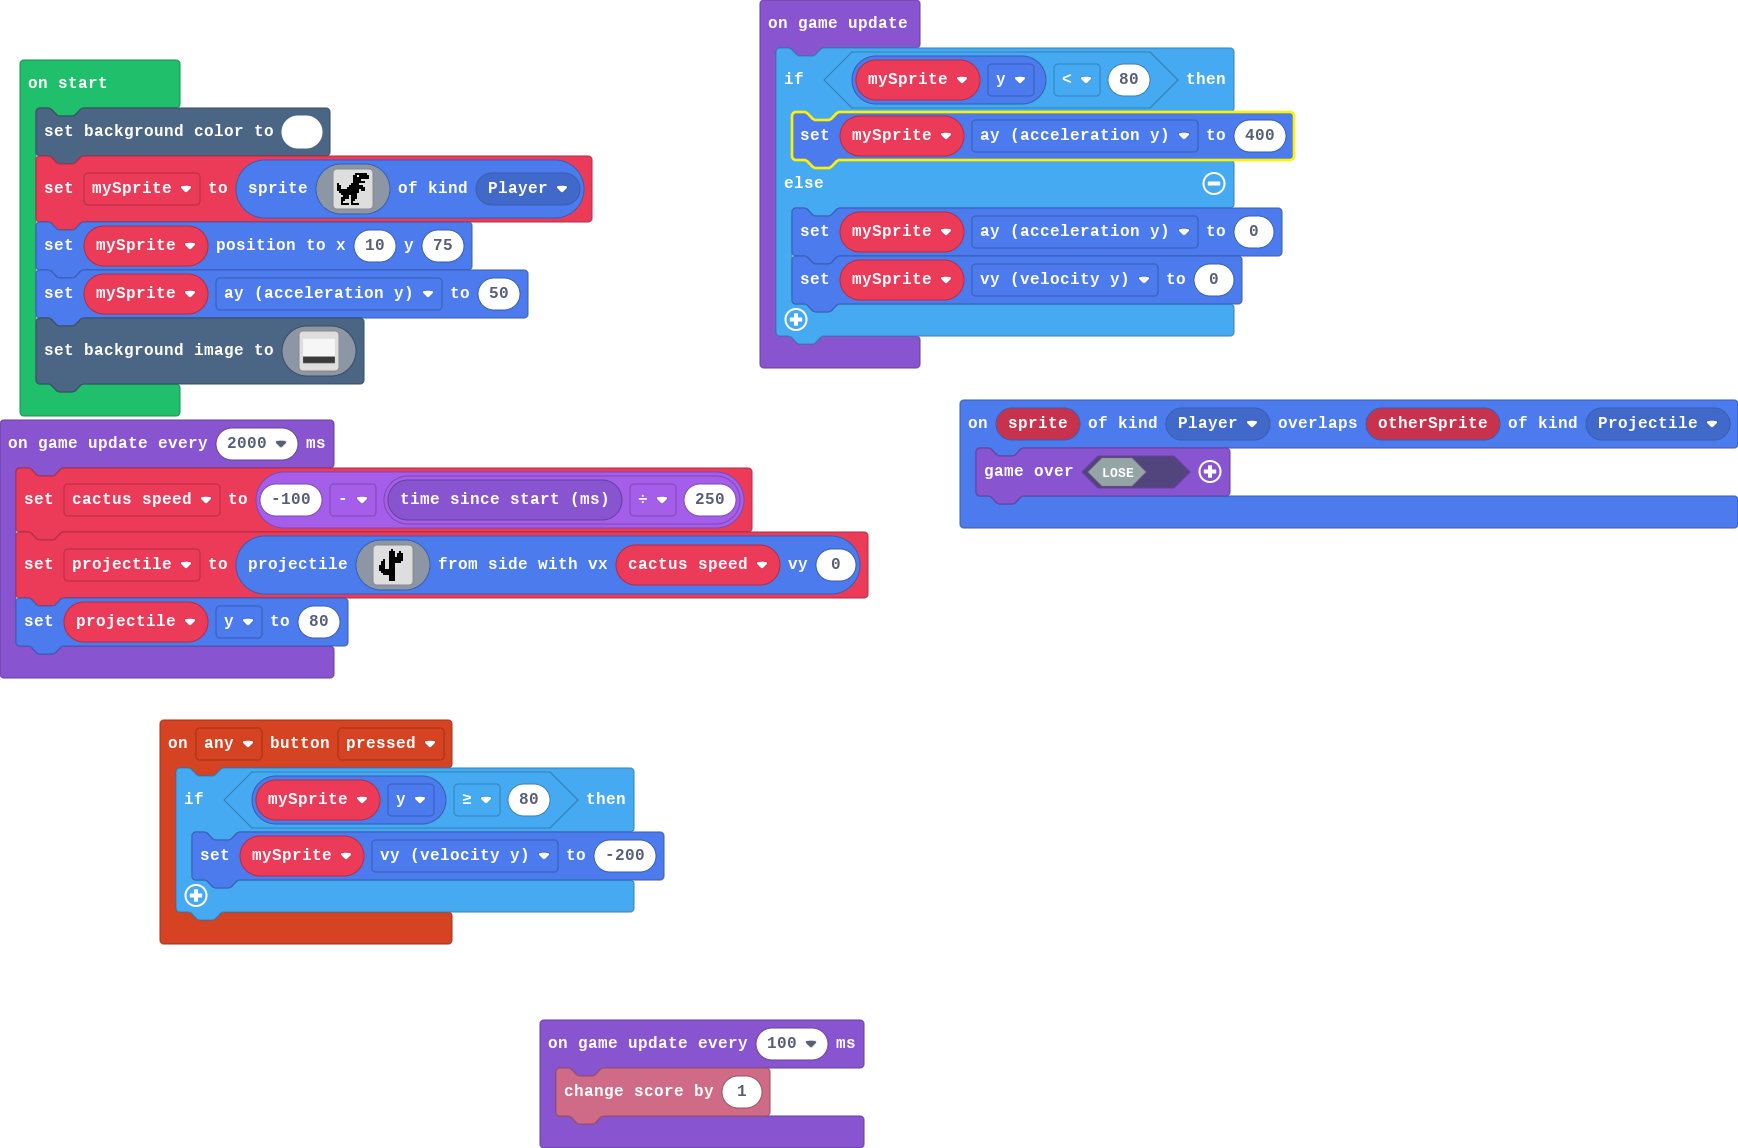 on start
set background color to
set mySprite to sprite of kind Player
set mySprite position to x 10 y 75
set mySprite ay (acceleration y) to 50
set background image to
on game update
if mySprite y < 80 then
set mySprite ay (acceleration y) to 400
else
set mySprite ay (acceleration y) to 0
set mySprite vy (velocity y) to 0
on game update every 2000 ms
set cactus speed to -100 - time since start (ms) ÷ 250
set projectile to projectile from side with vx cactus speed vy 0
set projectile y to 80
on sprite of kind Player overlaps otherSprite of kind Projectile
game over LOSE
on any button pressed
if mySprite y ≥ 80 then
set mySprite vy (velocity y) to -200
on game update every 100 ms
change score by 1